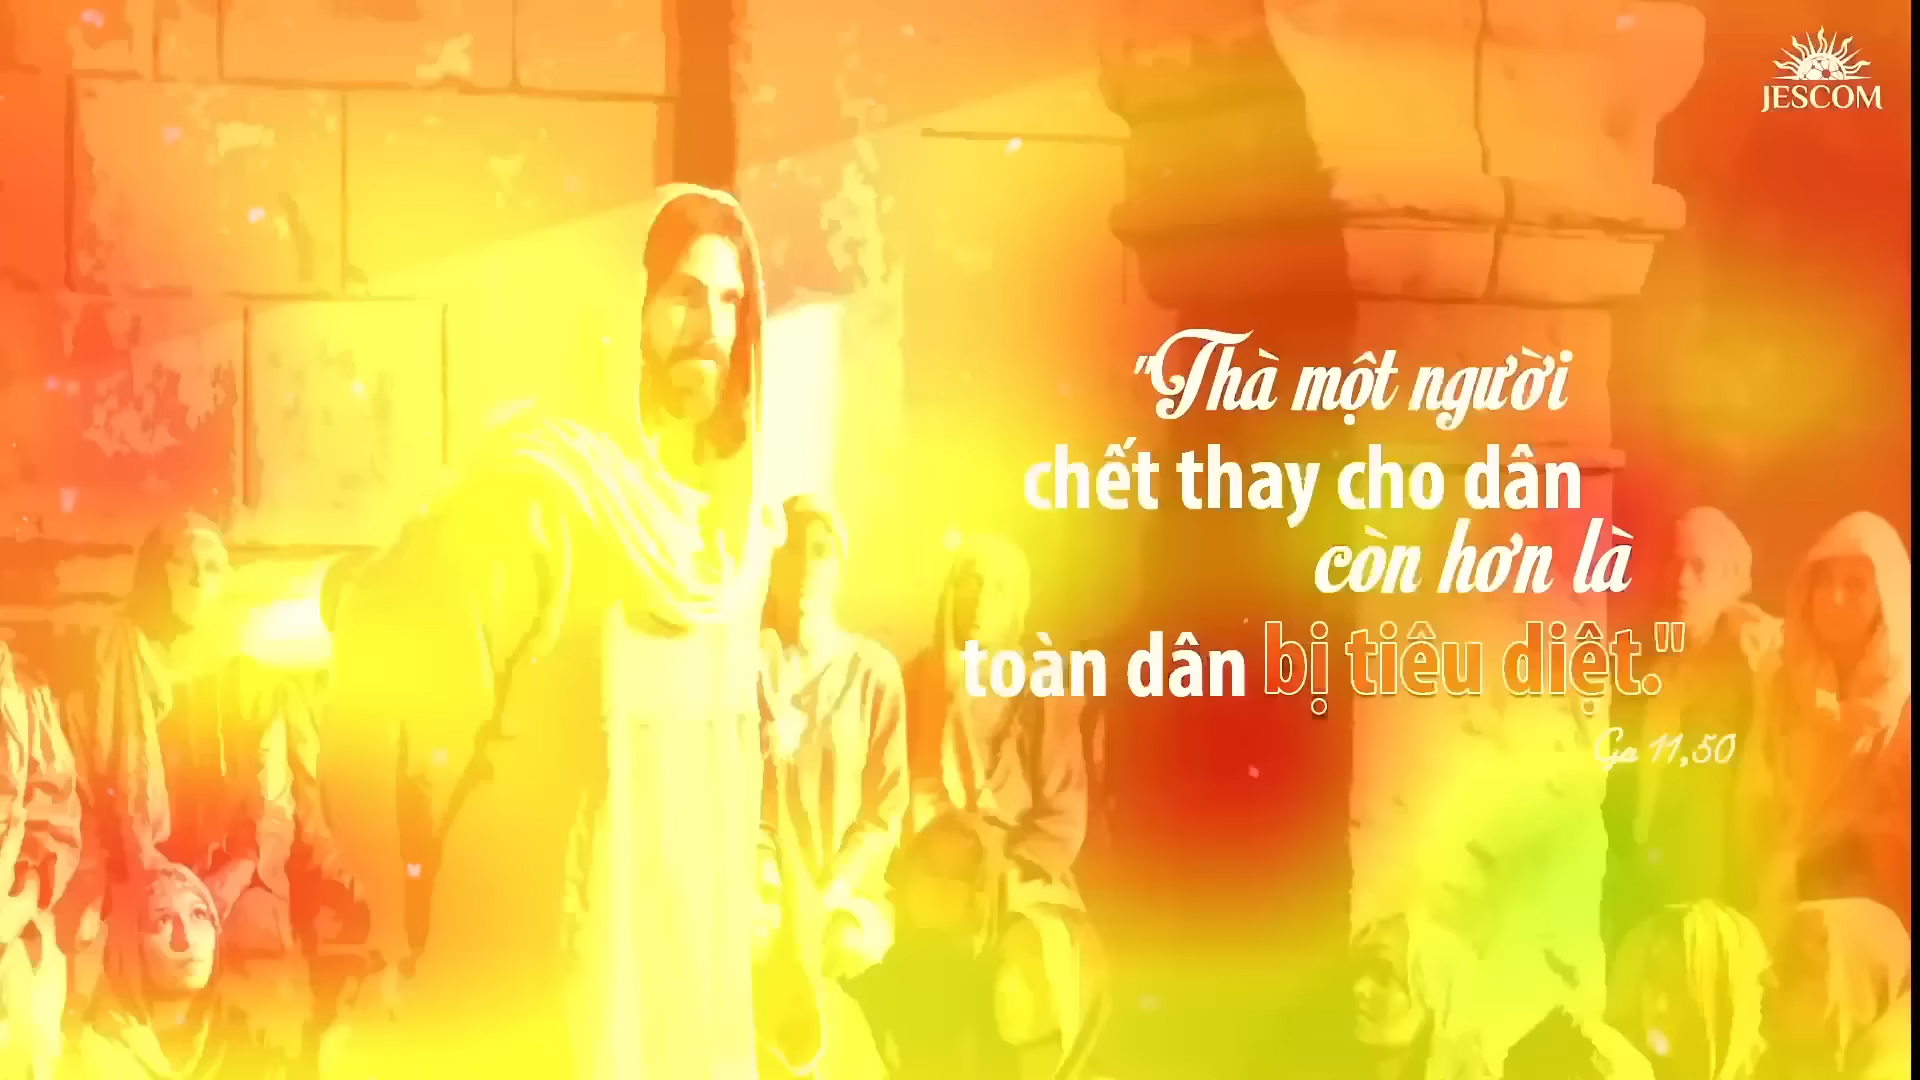 JESCOM
"Thà một người
chết thay cho dân
còn hơn là
toàn dân bị tiêu diệt."
Ga 11,50